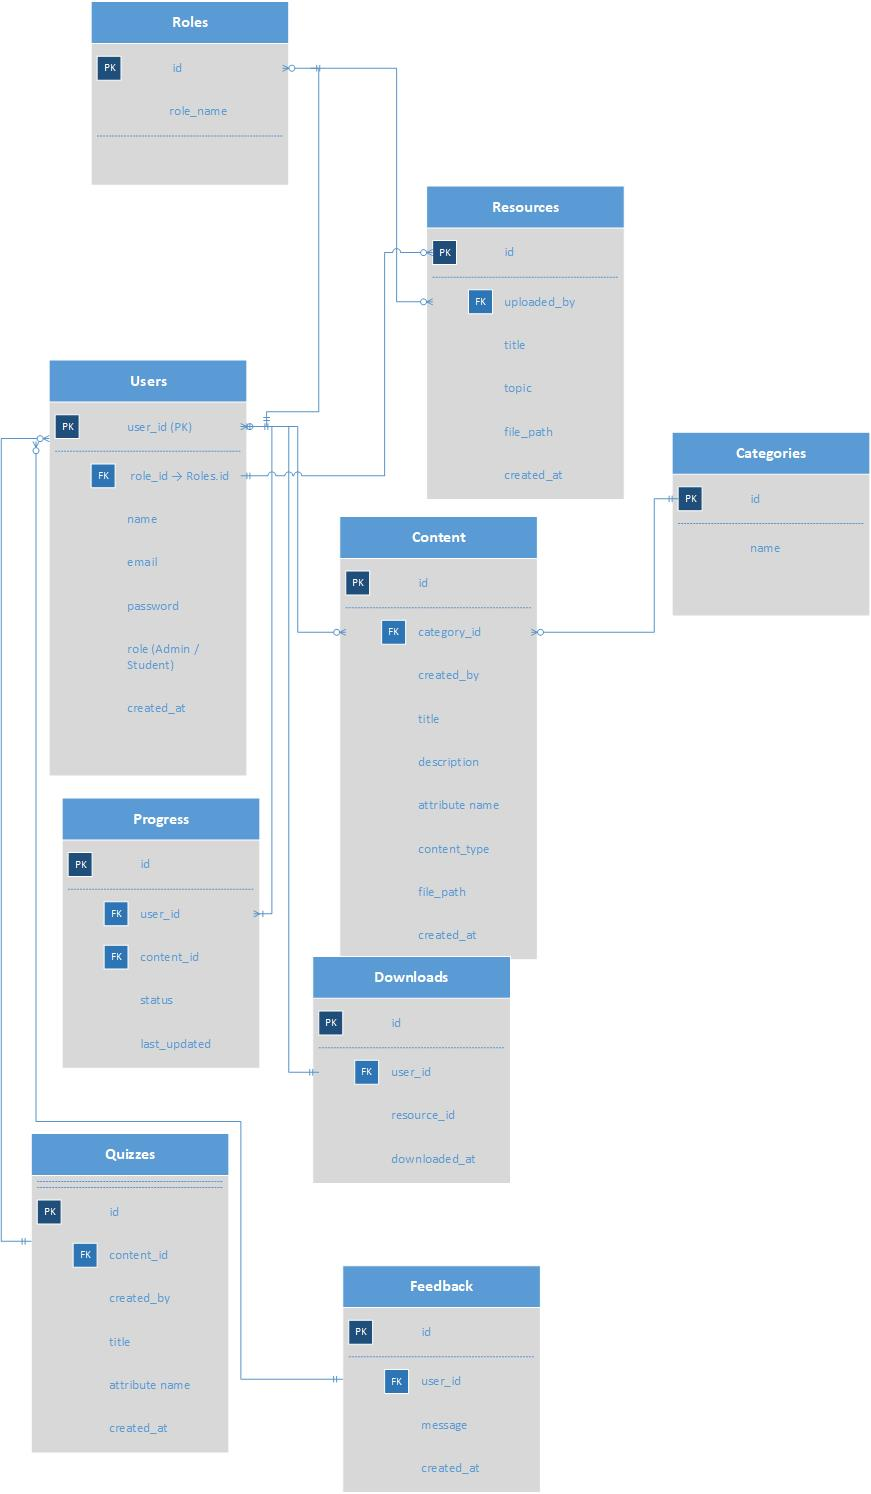 Roles
PK id
role_name
Resources
PK id
FK uploaded_by
title
topic
file_path
created_at
Users
PK user_id (PK)
FK role_id → Roles.id
name
email
password
role (Admin /
Student)
created_at
Categories
PK id
name
Content
PK id
FK category_id
created_by
title
description
attribute name
content_type
file_path
created_at
Progress
PK id
FK user_id
FK content_id
status
last_updated
Downloads
PK id
FK user_id
resource_id
downloaded_at
Quizzes
PK id
FK content_id
created_by
title
attribute name
created_at
Feedback
PK id
FK user_id
message
created_at